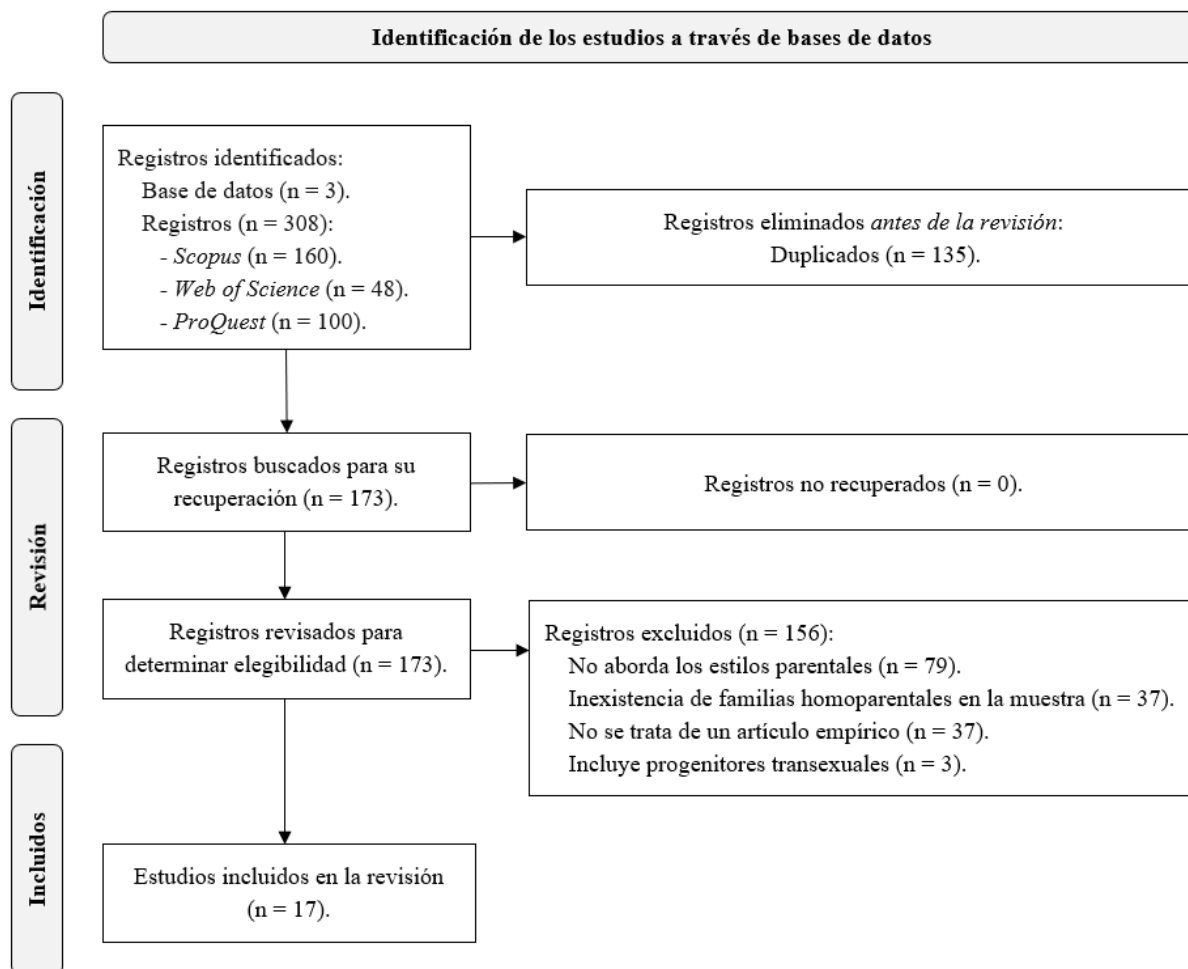 Identificación de los estudios a través de bases de datos
Identificación
Registros identificados:
Base de datos (n = 3).
Registros (n = 308):
- Scopus (n = 160).
- Web of Science (n = 48).
- ProQuest (n = 100).
Registros eliminados antes de la revisión:
Duplicados (n = 135).
Revisión
Registros buscados para su
recuperación (n = 173).
Registros no recuperados (n = 0).
Registros revisados para
determinar elegibilidad (n = 173).
Registros excluidos (n = 156):
No aborda los estilos parentales (n = 79).
Inexistencia de familias homoparentales en la muestra (n = 37).
No se trata de un artículo empírico (n = 37).
Incluye progenitores transexuales (n = 3).
Incluidos
Estudios incluidos en la revisión
(n = 17).